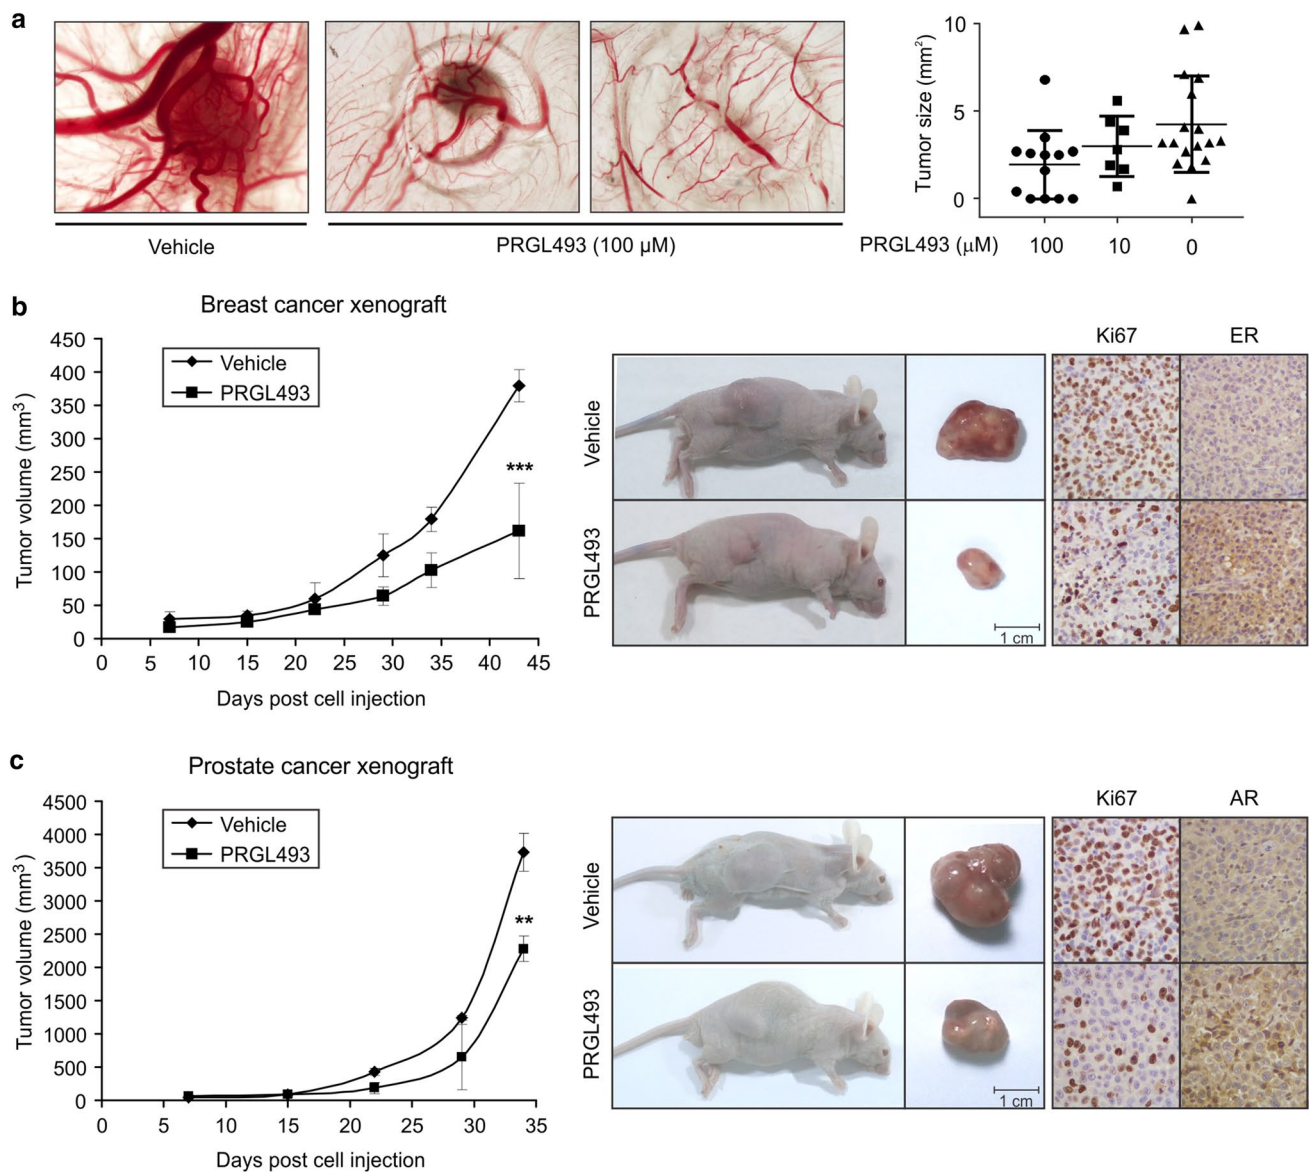 a
Vehicle
PRGL493 (100 µM)
Tumor size (mm²)
10
5
0
PRGL493 (µM)
100
10
0
b
Breast cancer xenograft
Tumor volume (mm³)
450
400
350
300
250
200
150
100
50
0
Vehicle
PRGL493
***
0 5 10 15 20 25 30 35 40 45
Days post cell injection
Vehicle
PRGL493
1 cm
Ki67 ER
c
Prostate cancer xenograft
Tumor volume (mm³)
4500
4000
3500
3000
2500
2000
1500
1000
500
0
Vehicle
PRGL493
**
0 5 10 15 20 25 30 35
Days post cell injection
Vehicle
PRGL493
1 cm
Ki67 AR